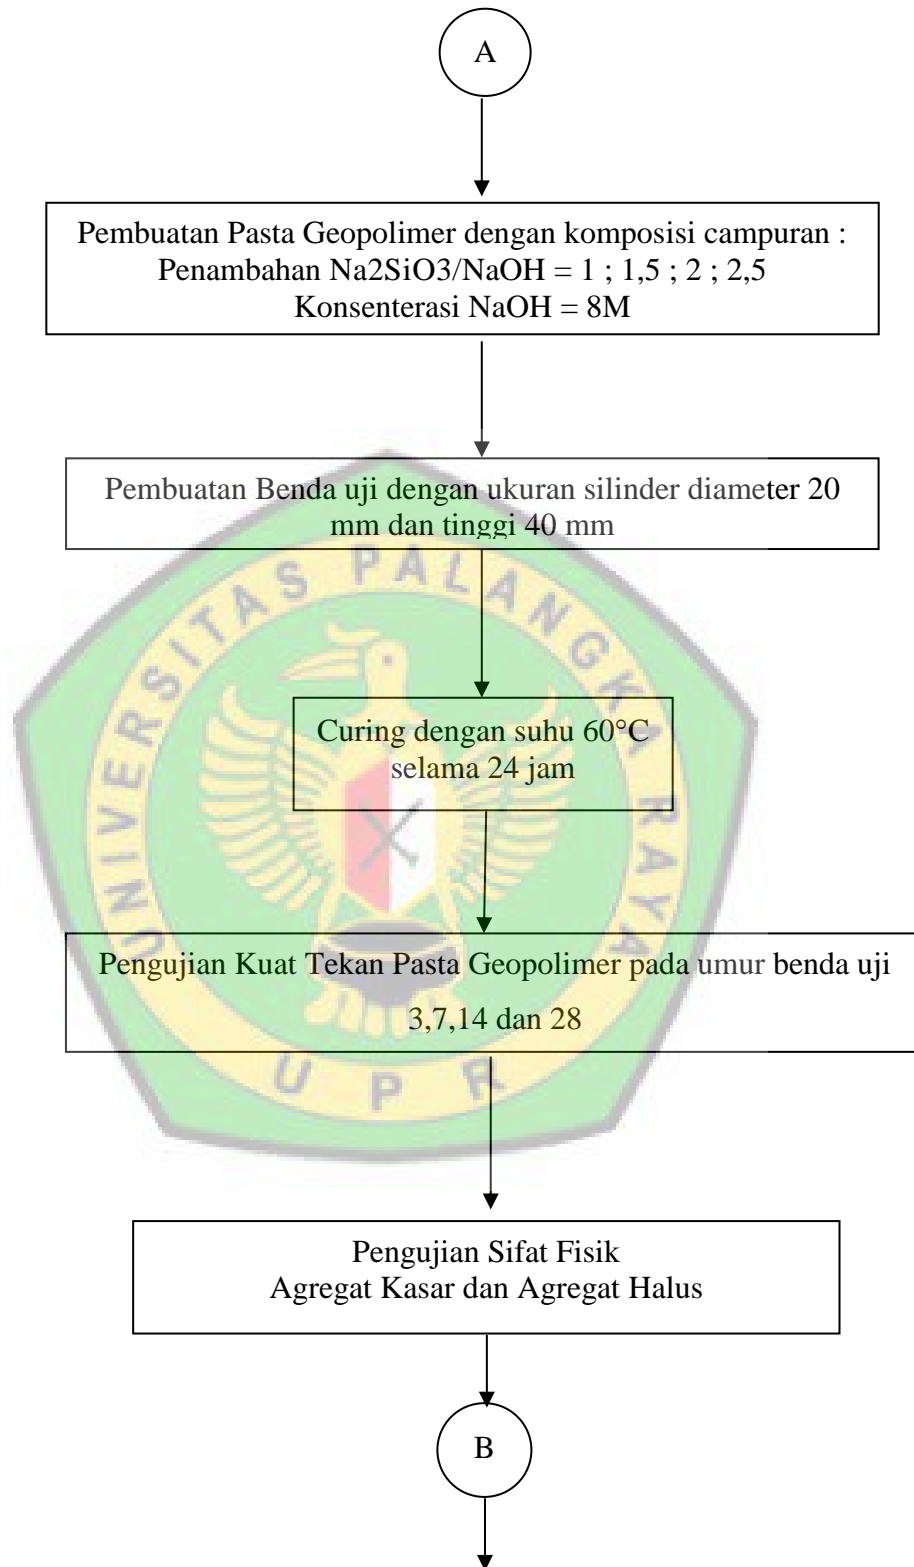 A
Pembuatan Pasta Geopolimer dengan komposisi campuran :
Penambahan Na2SiO3/NaOH = 1 ; 1,5 ; 2 ; 2,5
Konsenterasi NaOH = 8M
Pembuatan Benda uji dengan ukuran silinder diameter 20
mm dan tinggi 40 mm
UNIVERSITAS PALANGKA RAYA
Curing dengan suhu 60°C
selama 24 jam
Pengujian Kuat Tekan Pasta Geopolimer pada umur benda uji
3,7,14 dan 28
U P R
Pengujian Sifat Fisik
Agregat Kasar dan Agregat Halus
B